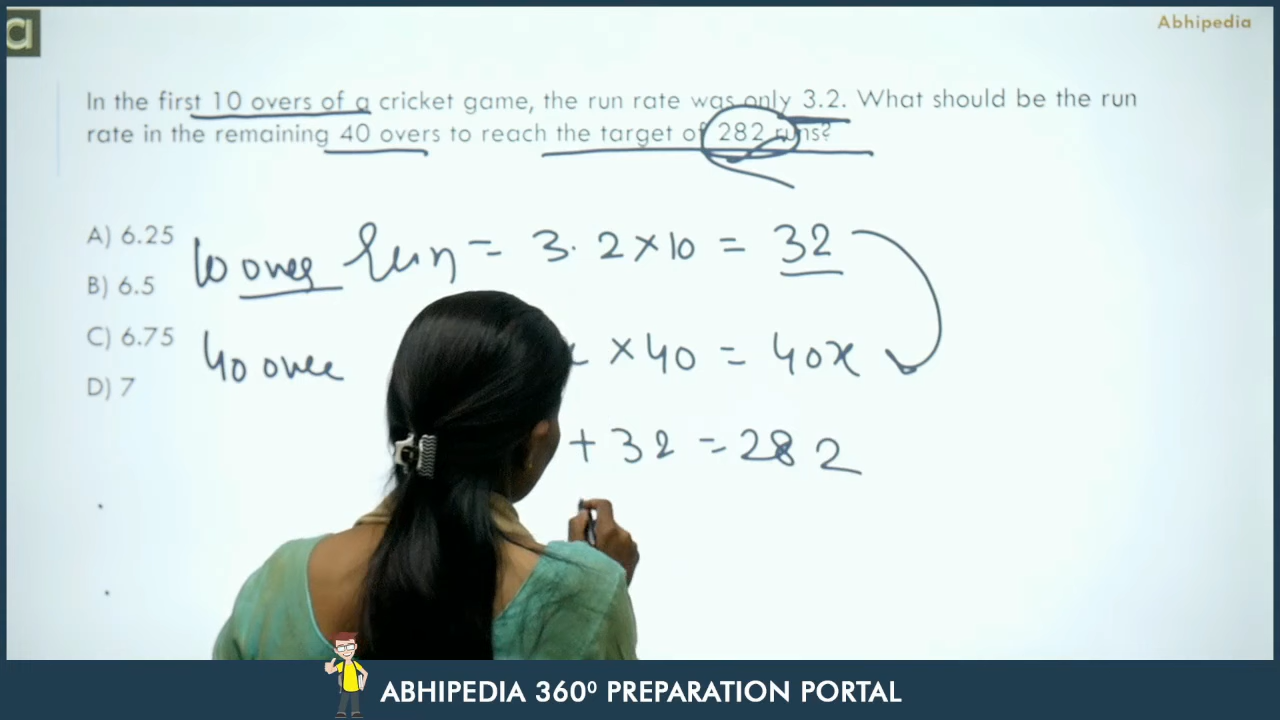 a
Abhipedia
In the first 10 overs of a cricket game, the run rate was only 3.2. What should be the run
rate in the remaining 40 overs to reach the target of 282 runs?
A) 6.25
B) 6.5
C) 6.75
D) 7
10 over Run = 3.2 × 10 = 32
40 over × 40 = 40x
+ 32 = 282
ABHIPEDIA 360⁰ PREPARATION PORTAL